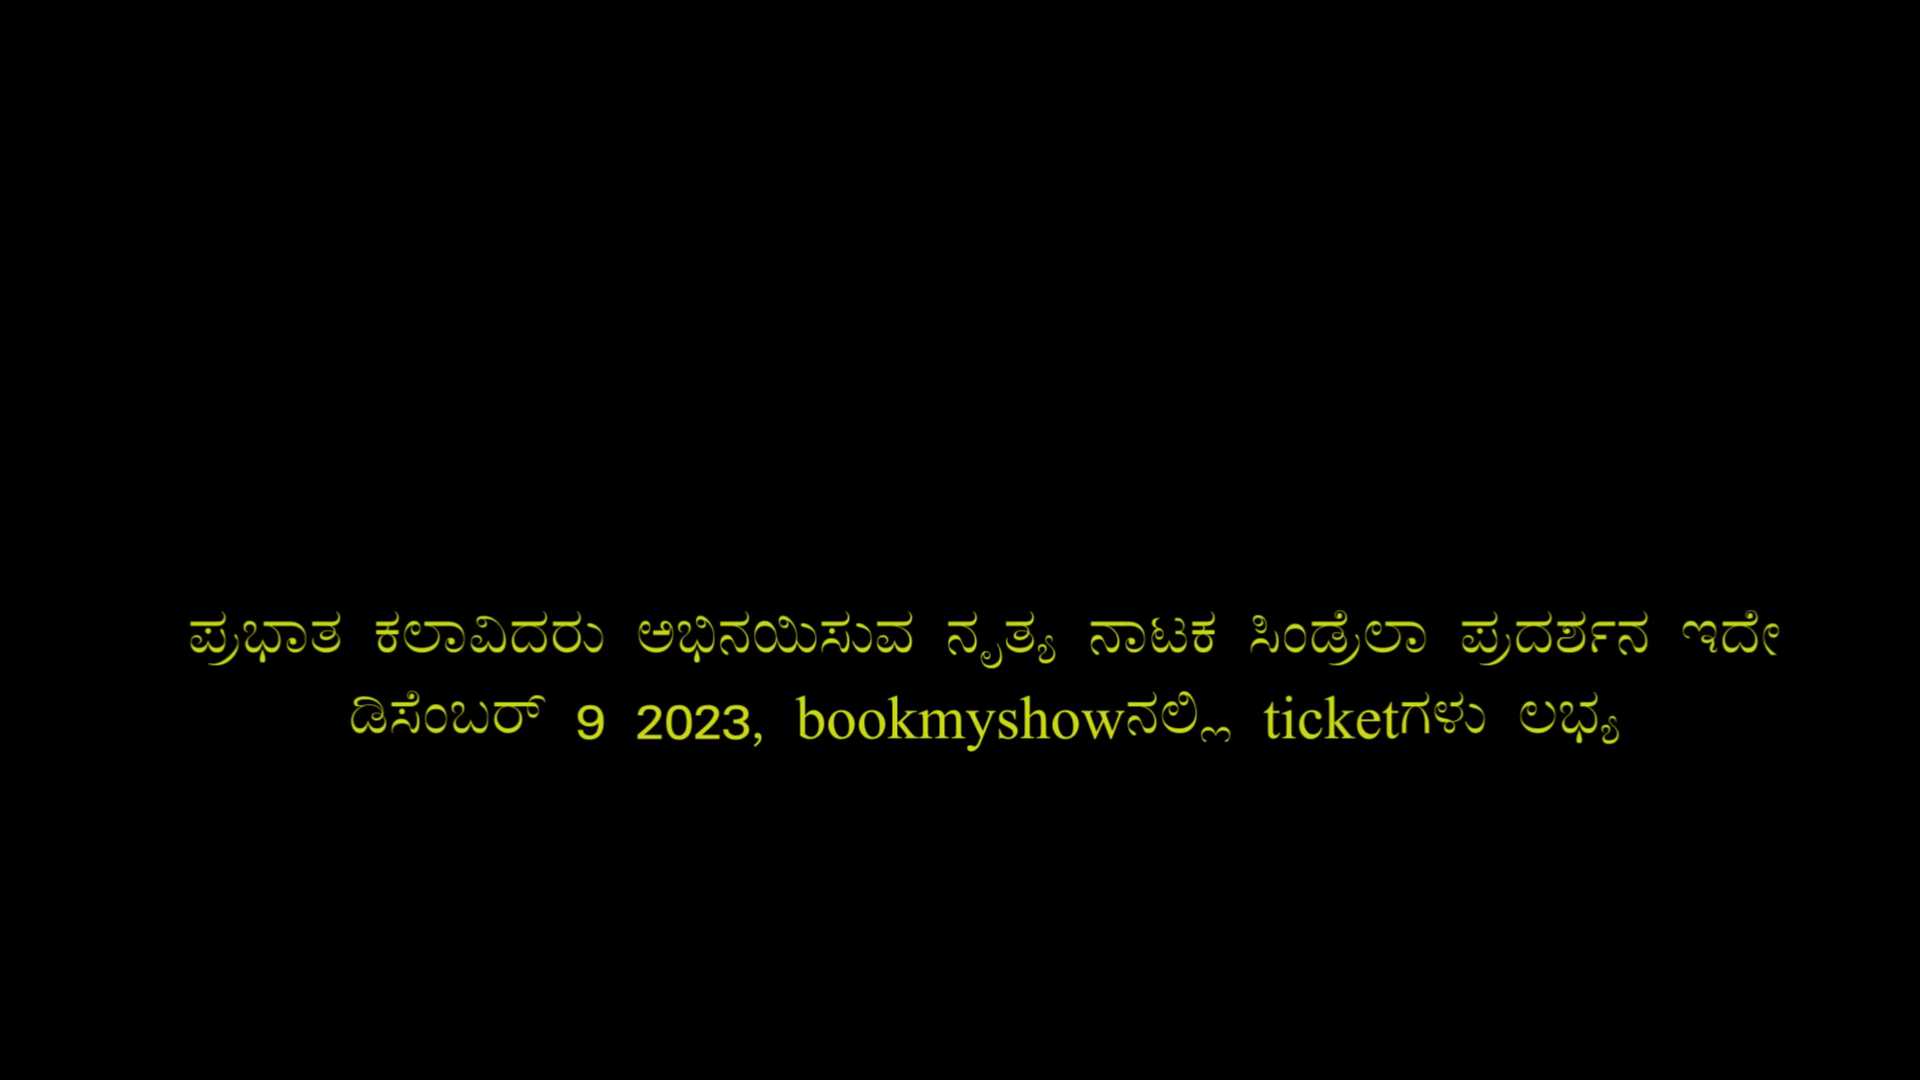 ಪ್ರಭಾತ ಕಲಾವಿದರು ಅಭಿನಯಿಸುವ ನೃತ್ಯ ನಾಟಕ ಸಿಂಡ್ರೆಲಾ ಪ್ರದರ್ಶನ ಇದೇ
ಡಿಸೆಂಬರ್ 9 2023, bookmyshowನಲ್ಲಿ ticketಗಳು ಲಭ್ಯ